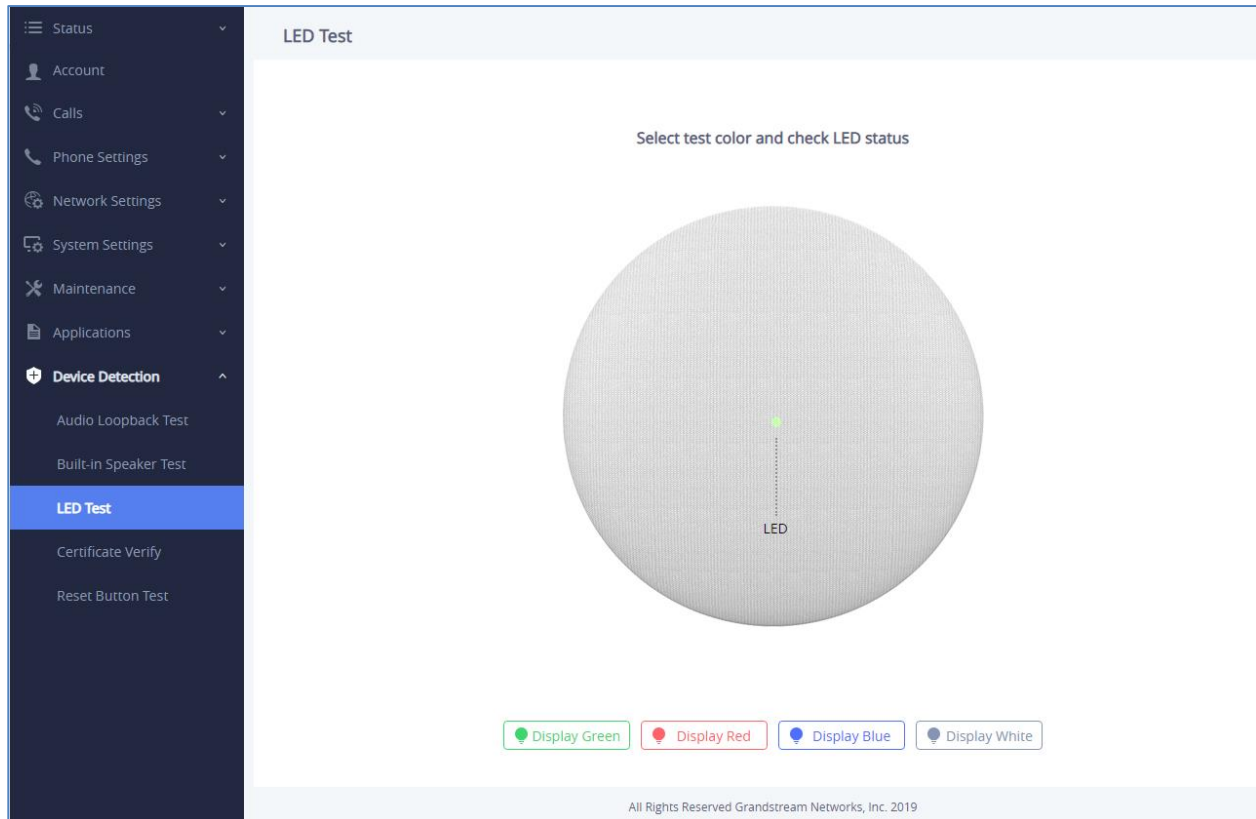 Status
Account
Calls
Phone Settings
Network Settings
System Settings
Maintenance
Applications
Device Detection
Audio Loopback Test
Built-in Speaker Test
LED Test
Certificate Verify
Reset Button Test
LED Test
Select test color and check LED status
LED
Display Green
Display Red
Display Blue
Display White
All Rights Reserved Grandstream Networks, Inc. 2019